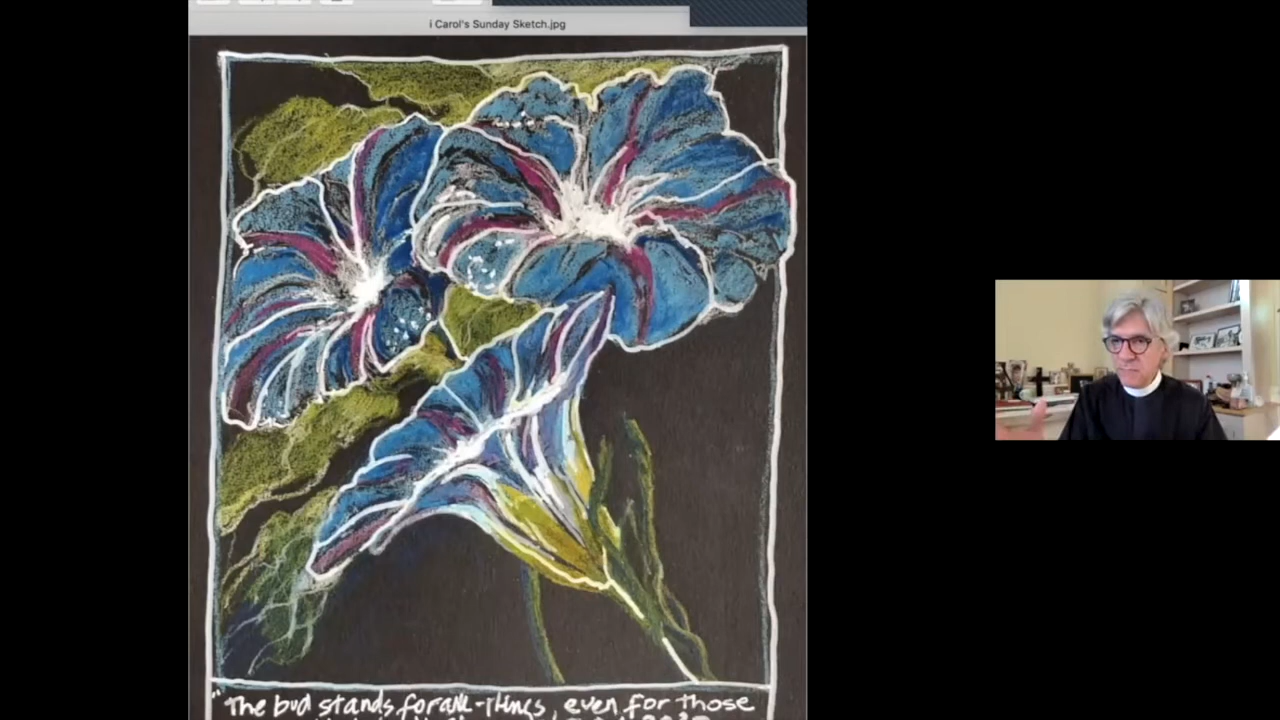 i Carol's Sunday Sketch.jpg
"The bud stands for all things, even for those